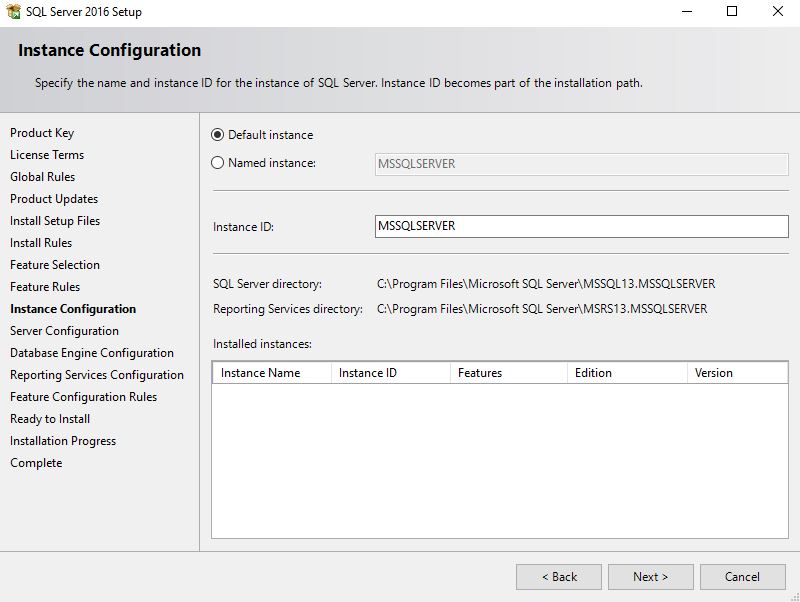 SQL Server 2016 Setup
Instance Configuration
Specify the name and instance ID for the instance of SQL Server. Instance ID becomes part of the installation path.
Product Key
License Terms
Global Rules
Product Updates
Install Setup Files
Install Rules
Feature Selection
Feature Rules
Instance Configuration
Server Configuration
Database Engine Configuration
Reporting Services Configuration
Feature Configuration Rules
Ready to Install
Installation Progress
Complete
Default instance
Named instance: MSSQLSERVER
Instance ID: MSSQLSERVER
SQL Server directory: C:\Program Files\Microsoft SQL Server\MSSQL13.MSSQLSERVER
Reporting Services directory: C:\Program Files\Microsoft SQL Server\MSRS13.MSSQLSERVER
Installed instances:
Instance Name Instance ID Features Edition Version
< Back Next > Cancel